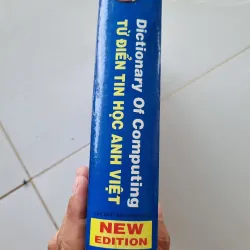 Dictionary Of Computing
TỪ ĐIỂN TIN HỌC ANH VIỆT
NEW
EDITION